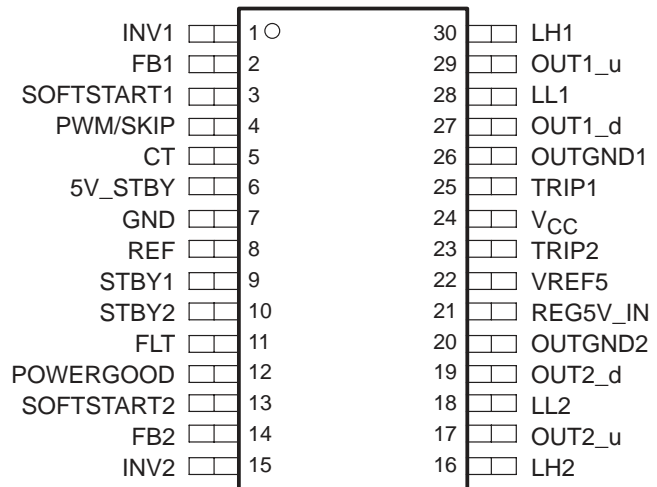 INV1 1 30 LH1
FB1 2 29 OUT1_u
SOFTSTART1 3 28 LL1
PWM/SKIP 4 27 OUT1_d
CT 5 26 OUTGND1
5V_STBY 6 25 TRIP1
GND 7 24 VCC
REF 8 23 TRIP2
STBY1 9 22 VREF5
STBY2 10 21 REG5V_IN
FLT 11 20 OUTGND2
POWERGOOD 12 19 OUT2_d
SOFTSTART2 13 18 LL2
FB2 14 17 OUT2_u
INV2 15 16 LH2